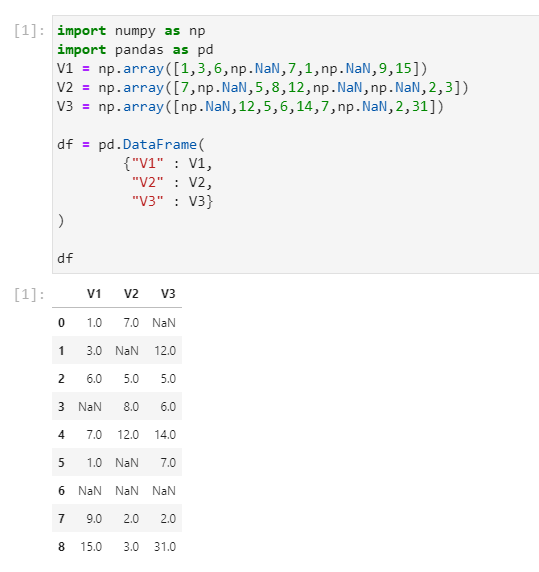 [1]: import numpy as np
import pandas as pd
V1 = np.array([1,3,6,np.NaN,7,1,np.NaN,9,15])
V2 = np.array([7,np.NaN,5,8,12,np.NaN,np.NaN,2,3])
V3 = np.array([np.NaN,12,5,6,14,7,np.NaN,2,31])
df = pd.DataFrame(
{"V1" : V1,
"V2" : V2,
"V3" : V3}
)
df
[1]: V1 V2 V3
0 1.0 7.0 NaN
1 3.0 NaN 12.0
2 6.0 5.0 5.0
3 NaN 8.0 6.0
4 7.0 12.0 14.0
5 1.0 NaN 7.0
6 NaN NaN NaN
7 9.0 2.0 2.0
8 15.0 3.0 31.0